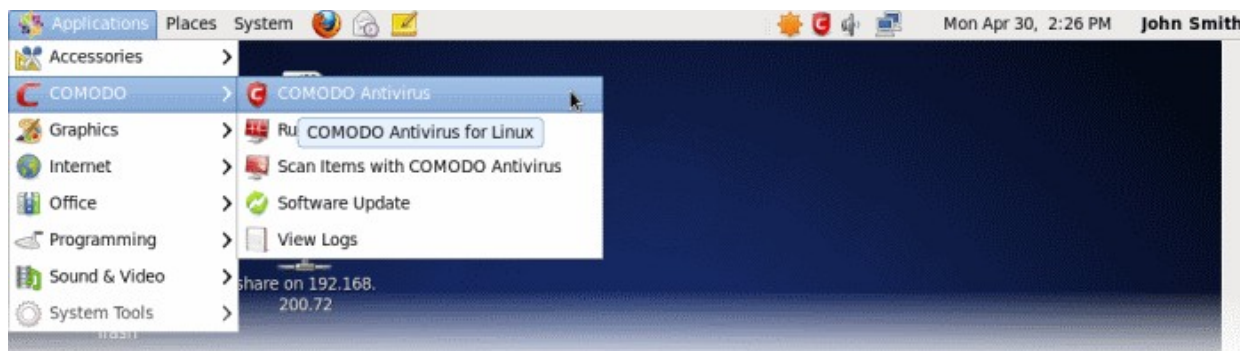 Applications Places System Mon Apr 30, 2:26 PM John Smith
Accessories
COMODO
COMODO Antivirus
Graphics
Ru
COMODO Antivirus for Linux
Internet
Scan Items with COMODO Antivirus
Office
Software Update
Programming
View Logs
Sound & Video
share on 192.168.
200.72
System Tools
Trash